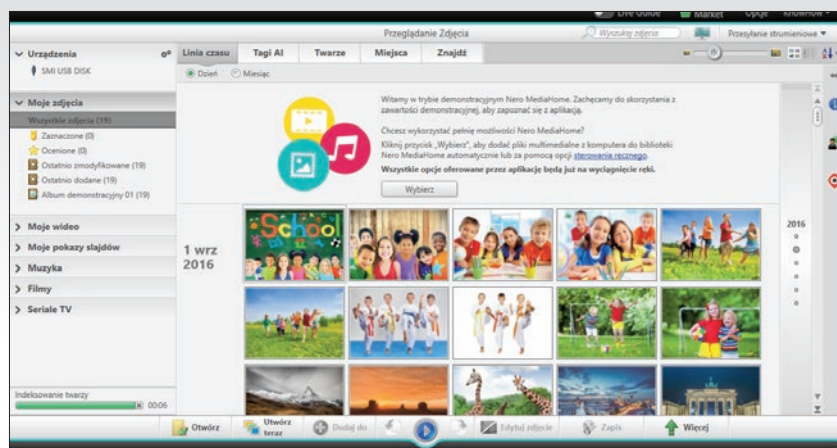 Live Guide Market Opcje KnowHow
Przeglądanie Zdjęcia
Wyszukaj zdjęcie
Przesyłanie strumieniowe
Urządzenia
SMI USB DISK
Moje zdjęcia
Wszystkie zdjęcia (19)
Zaznaczone (0)
Ocenione (0)
Ostatnio zmodyfikowane (19)
Ostatnio dodane (19)
Album demonstracyjny 01 (19)
Moje wideo
Moje pokazy slajdów
Muzyka
Filmy
Seriale TV
Indeksowanie twarzy
00:06
Linia czasu Tagi AI Twarze Miejsca Znajdź
Dzień Miesiąc
Witamy w trybie demonstracyjnym Nero MediaHome. Zachęcamy do skorzystania z
zawartości demonstracyjnej, aby zapoznać się z aplikacją.
Chcesz wykorzystać pełnię możliwości Nero MediaHome?
Kliknij przycisk „Wybierz”, aby dodać pliki multimedialne z komputera do biblioteki
Nero MediaHome automatycznie lub za pomocą opcji sterowania ręcznego.
Wszystkie opcje oferowane przez aplikację będą już na wyciągnięcie ręki.
Wybierz
1 wrz
2016
School
2016
Otwórz
Utwórz
teraz
Dodaj do
Edytuj zdjęcie
Zapis
Więcej